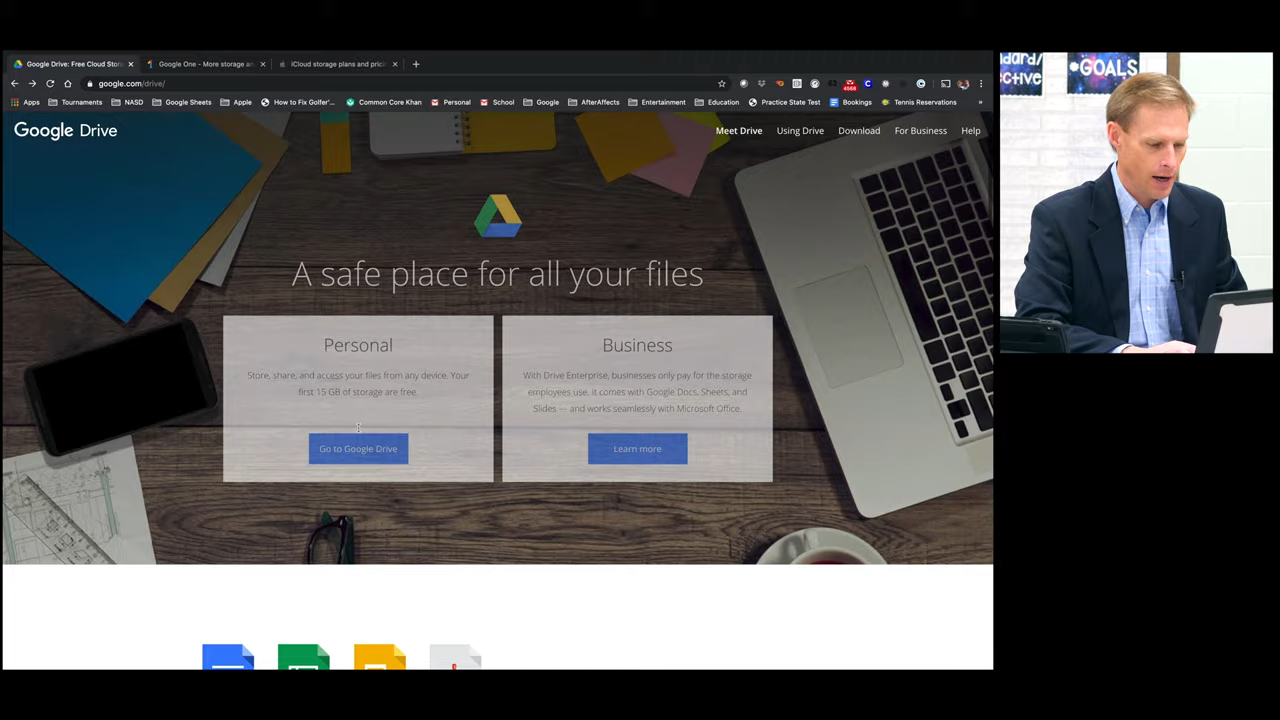 Google Drive: Free Cloud Stor
Google One - More storage an
iCloud storage plans and prici
google.com/drive/
4568
Apps
Tournaments
NASD
Google Sheets
Apple
How to Fix Golfer'...
Common Core Khan
Personal
School
Google
AfterAffects
Entertainment
Education
Practice State Test
Bookings
Tennis Reservations
»
Google Drive
Meet Drive
Using Drive
Download
For Business
Help
A safe place for all your files
Personal
Store, share, and access your files from any device. Your
first 15 GB of storage are free.
Go to Google Drive
Business
With Drive Enterprise, businesses only pay for the storage
employees use. It comes with Google Docs, Sheets, and
Slides — and works seamlessly with Microsoft Office.
Learn more
*GOALS